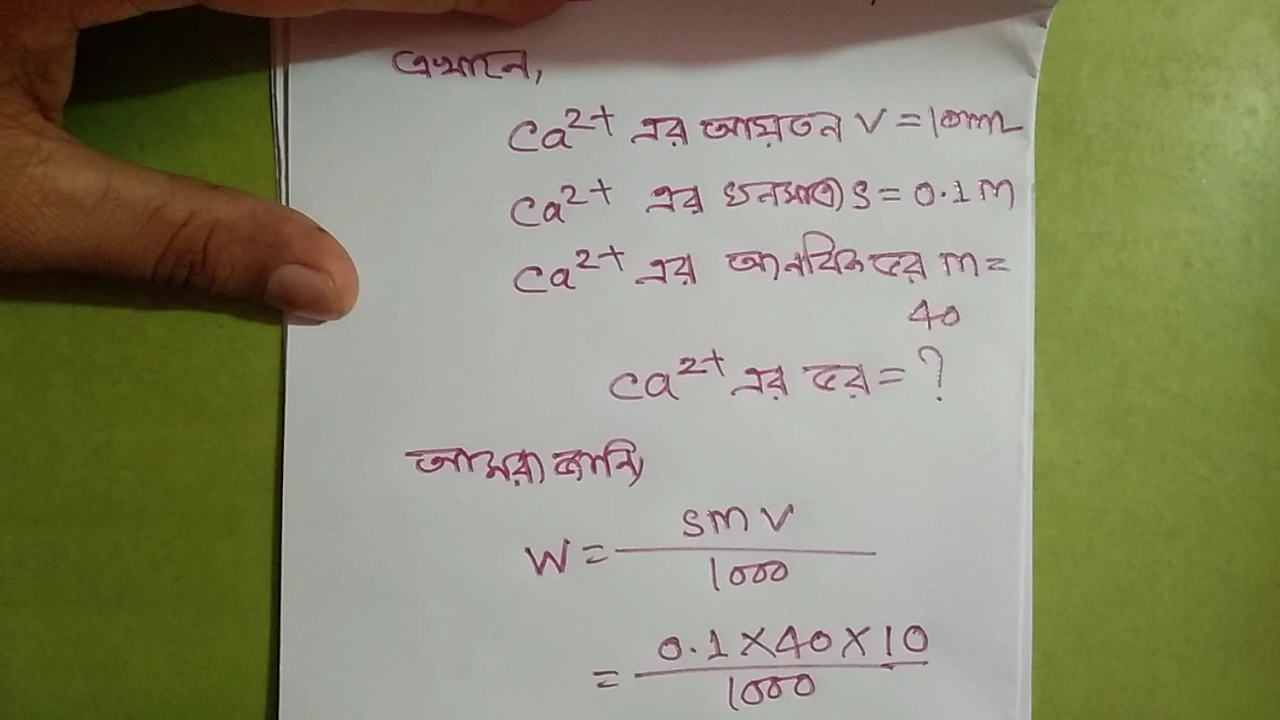 এখানে,
Ca²⁺ এর আয়তন V = 10mL
Ca²⁺ এর ঘনমাত্রা S = 0.1 M
Ca²⁺ এর আনবিক ভর m =
40
Ca²⁺ এর ভর = ?
আমরা জানি,
W = SMV / 1000
= 0.1 × 40 × 10 / 1000